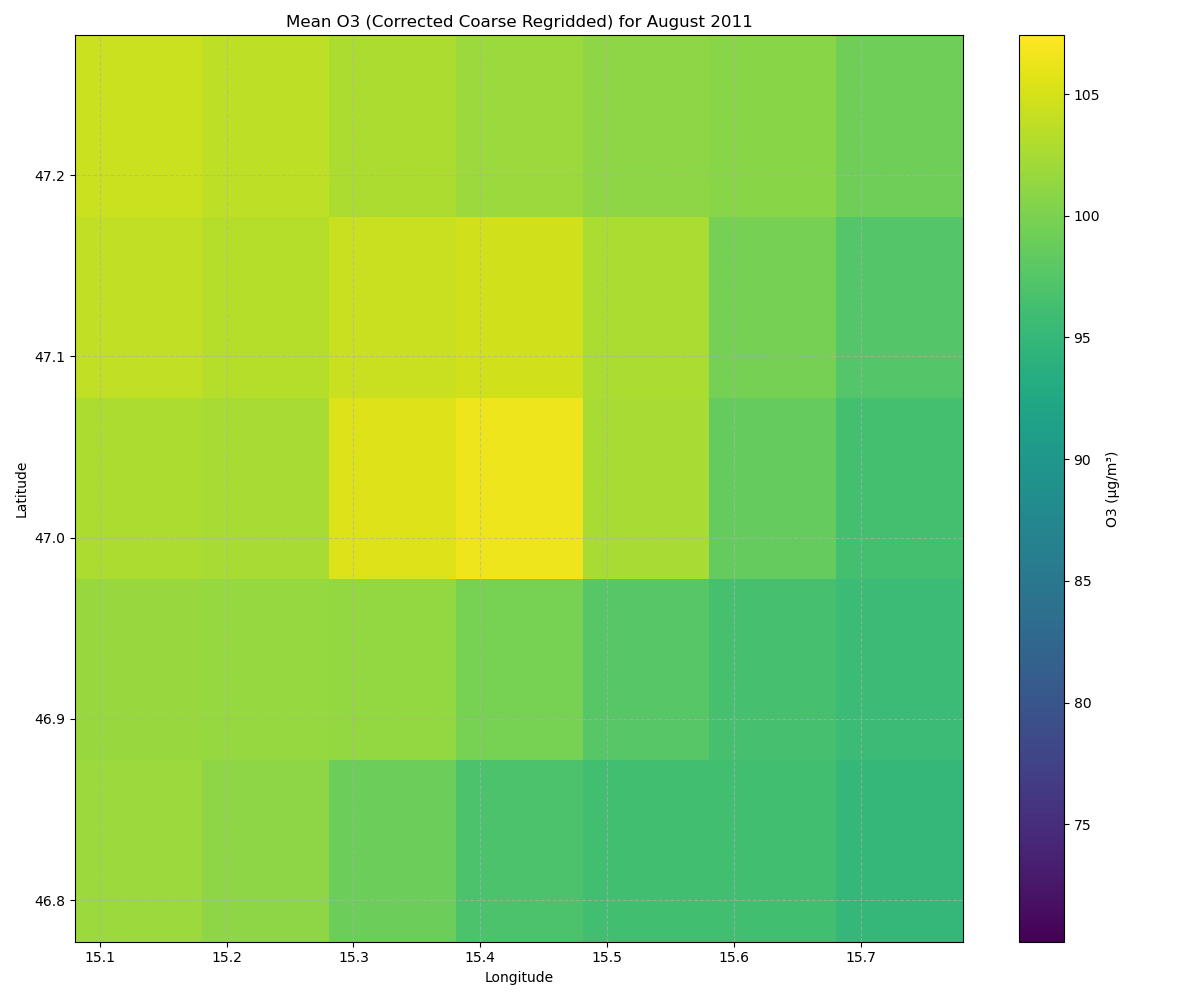 Mean O3 (Corrected Coarse Regridded) for August 2011
47.2
47.1
47.0
46.9
46.8
Latitude
15.1 15.2 15.3 15.4 15.5 15.6 15.7
Longitude
105
100
95
90
85
80
75
O3 (µg/m³)